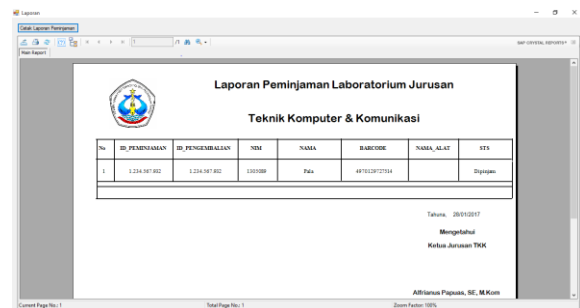 Laporan
Cetak Laporan Peminjaman
1 /1
SAP CRYSTAL REPORTS
Main Report
Laporan Peminjaman Laboratorium Jurusan
Teknik Komputer & Komunikasi
No ID_PEMINJAMAN ID_PENGEMBALIAN NIM NAMA BARCODE NAMA_ALAT STS
1 1.234.567.892 1.234.567.892 1305089 Pala 4970129727514 Dipinjam
Tahuna, 28/01/2017
Mengetahui
Ketua Jurusan TKK
Alfrianus Papuas, SE, M.Kom
Current Page No.: 1 Total Page No.: 1 Zoom Factor: 100%